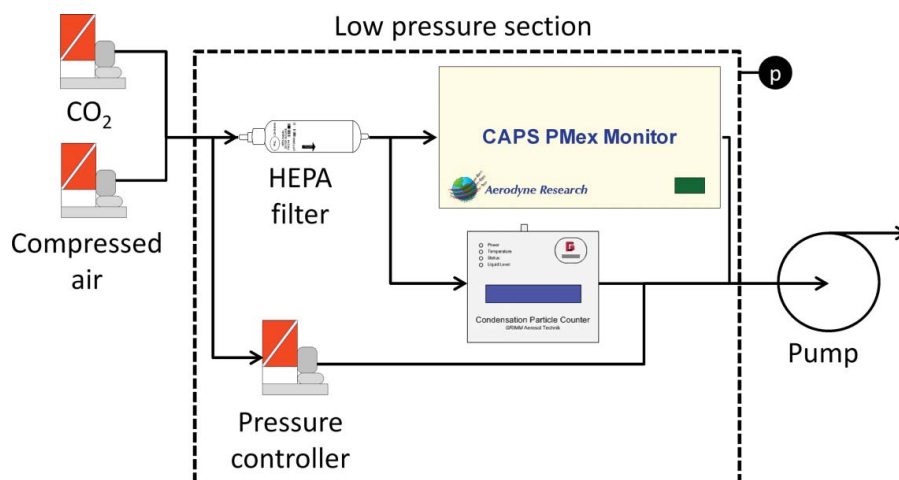 Low pressure section
p
CO₂
CAPS PMex Monitor
HEPA
filter
Aerodyne Research
Compressed
air
Power
Temperature
Status
Liquid Level
Condensation Particle Counter
GRIMM Aerosol Technik
Pump
Pressure
controller